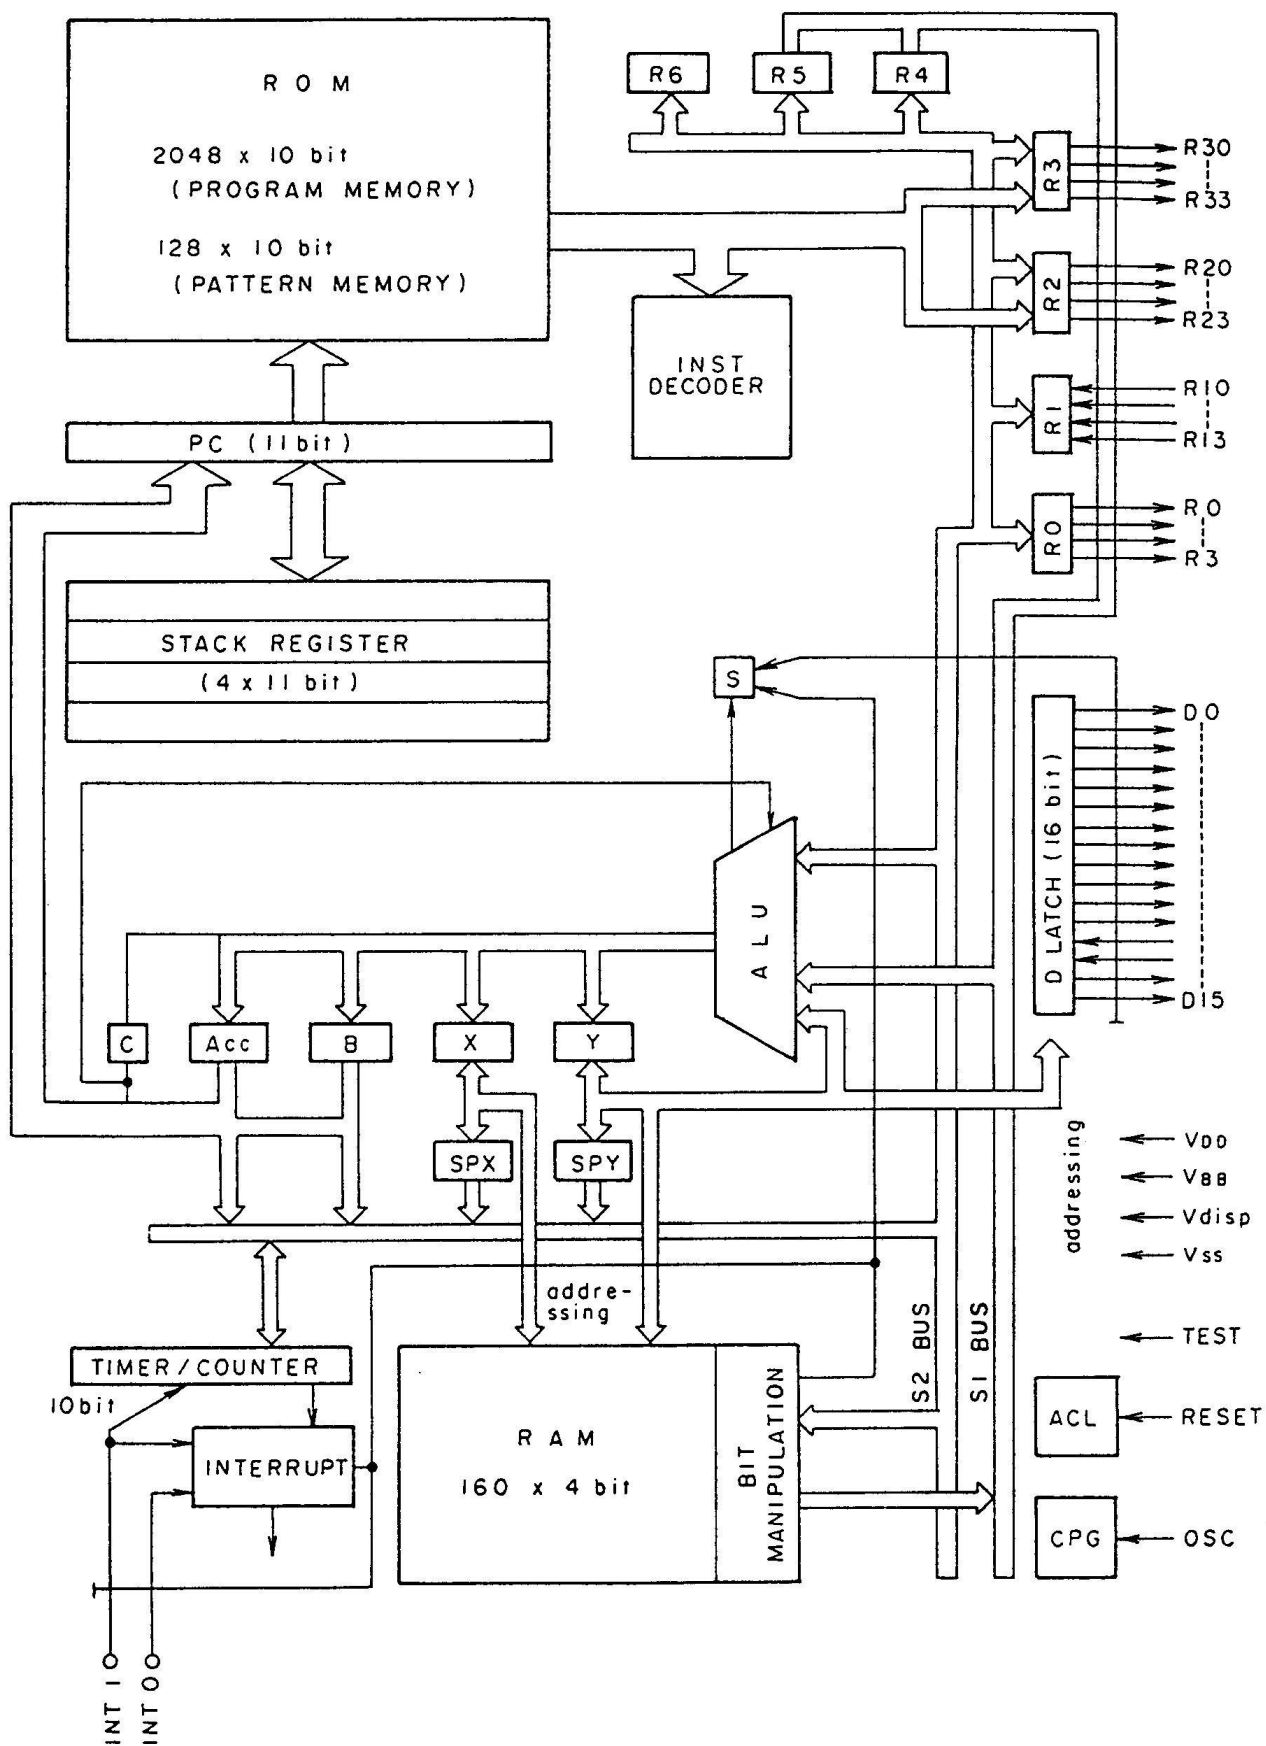 ROM
2048 x 10 bit
(PROGRAM MEMORY)
128 x 10 bit
(PATTERN MEMORY)
R6
R5
R4
R3
R30
R33
R2
R20
R23
INST
DECODER
R1
R10
R13
PC (11bit)
R0
R0
R3
STACK REGISTER
(4 x 11 bit)
S
D LATCH (16 bit)
D0
D15
ALU
C
Acc
B
X
Y
SPX
SPY
addressing
VDD
VBB
Vdisp
Vss
addre-
ssing
S2 BUS
S1 BUS
TEST
TIMER/COUNTER
10bit
INTERRUPT
RAM
160 x 4 bit
BIT
MANIPULATION
ACL
RESET
CPG
OSC
INT 1
INT 0